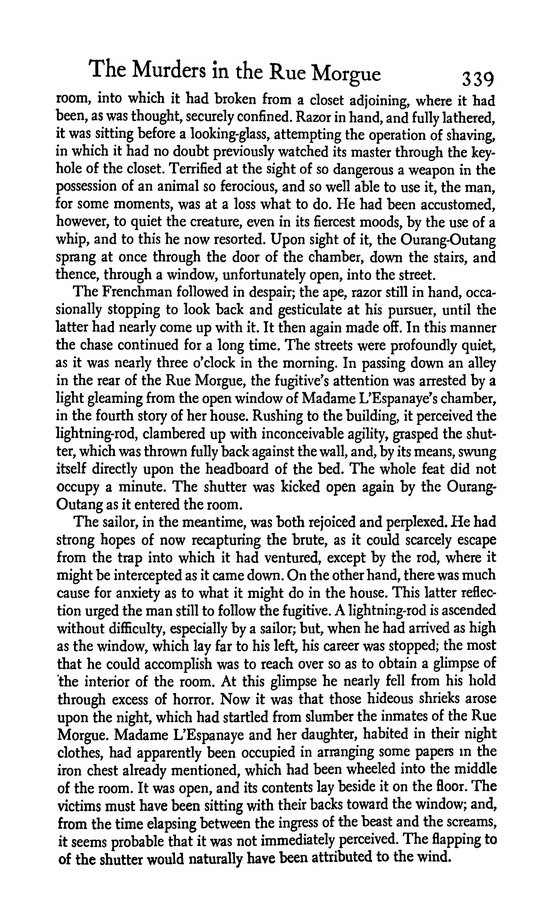 The Murders in the Rue Morgue 339
room, into which it had broken from a closet adjoining, where it had
been, as was thought, securely confined. Razor in hand, and fully lathered,
it was sitting before a looking-glass, attempting the operation of shaving,
in which it had no doubt previously watched its master through the key-
hole of the closet. Terrified at the sight of so dangerous a weapon in the
possession of an animal so ferocious, and so well able to use it, the man,
for some moments, was at a loss what to do. He had been accustomed,
however, to quiet the creature, even in its fiercest moods, by the use of a
whip, and to this he now resorted. Upon sight of it, the Ourang-Outang
sprang at once through the door of the chamber, down the stairs, and
thence, through a window, unfortunately open, into the street.
The Frenchman followed in despair; the ape, razor still in hand, occa-
sionally stopping to look back and gesticulate at his pursuer, until the
latter had nearly come up with it. It then again made off. In this manner
the chase continued for a long time. The streets were profoundly quiet,
as it was nearly three o'clock in the morning. In passing down an alley
in the rear of the Rue Morgue, the fugitive's attention was arrested by a
light gleaming from the open window of Madame L'Espanaye's chamber,
in the fourth story of her house. Rushing to the building, it perceived the
lightning-rod, clambered up with inconceivable agility, grasped the shut-
ter, which was thrown fully back against the wall, and, by its means, swung
itself directly upon the headboard of the bed. The whole feat did not
occupy a minute. The shutter was kicked open again by the Ourang-
Outang as it entered the room.
The sailor, in the meantime, was both rejoiced and perplexed. He had
strong hopes of now recapturing the brute, as it could scarcely escape
from the trap into which it had ventured, except by the rod, where it
might be intercepted as it came down. On the other hand, there was much
cause for anxiety as to what it might do in the house. This latter reflec-
tion urged the man still to follow the fugitive. A lightning-rod is ascended
without difficulty, especially by a sailor; but, when he had arrived as high
as the window, which lay far to his left, his career was stopped; the most
that he could accomplish was to reach over so as to obtain a glimpse of
the interior of the room. At this glimpse he nearly fell from his hold
through excess of horror. Now it was that those hideous shrieks arose
upon the night, which had startled from slumber the inmates of the Rue
Morgue. Madame L'Espanaye and her daughter, habited in their night
clothes, had apparently been occupied in arranging some papers in the
iron chest already mentioned, which had been wheeled into the middle
of the room. It was open, and its contents lay beside it on the floor. The
victims must have been sitting with their backs toward the window; and,
from the time elapsing between the ingress of the beast and the screams,
it seems probable that it was not immediately perceived. The flapping to
of the shutter would naturally have been attributed to the wind.